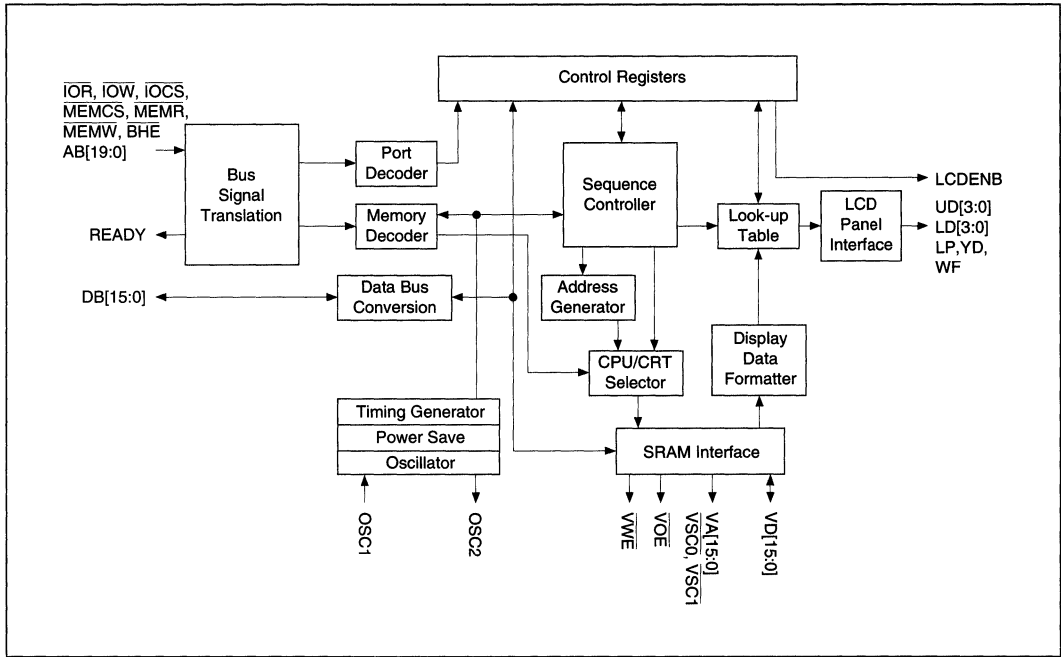 Control Registers
IOR, IOW, IOCS,
MEMCS, MEMR,
MEMW, BHE
AB[19:0]
Bus
Signal
Translation
Port
Decoder
Sequence
Controller
LCDENB
Memory
Decoder
Look-up
Table
LCD
Panel
Interface
UD[3:0]
LD[3:0]
LP,YD,
WF
READY
DB[15:0]
Data Bus
Conversion
Address
Generator
Display
Data
Formatter
CPU/CRT
Selector
Timing Generator
Power Save
Oscillator
SRAM Interface
OSC1
OSC2
VWE
VOE
VA[15:0]
VSC0, VSC1
VD[15:0]